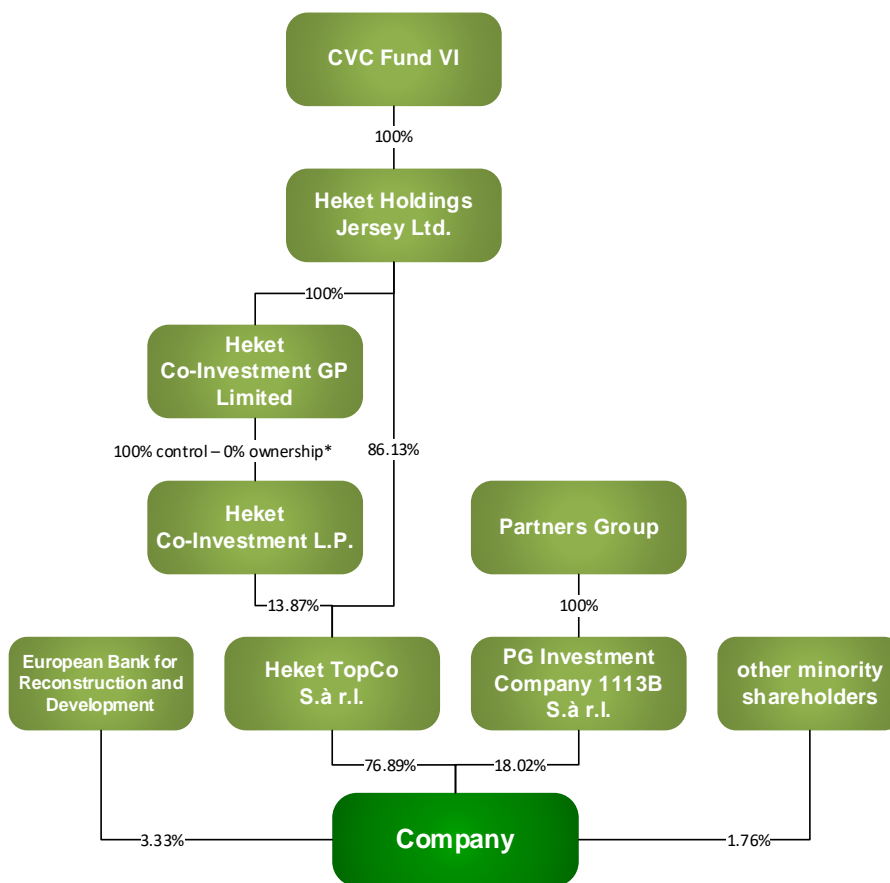 CVC Fund VI
100%
Heket Holdings
Jersey Ltd.
100%
Heket
Co-Investment GP
Limited
100% control – 0% ownership*
86.13%
Heket
Co-Investment L.P.
Partners Group
13.87%
100%
European Bank for
Reconstruction and
Development
Heket TopCo
S.à r.l.
PG Investment
Company 1113B
S.à r.l.
other minority
shareholders
76.89%
18.02%
3.33%
Company
1.76%